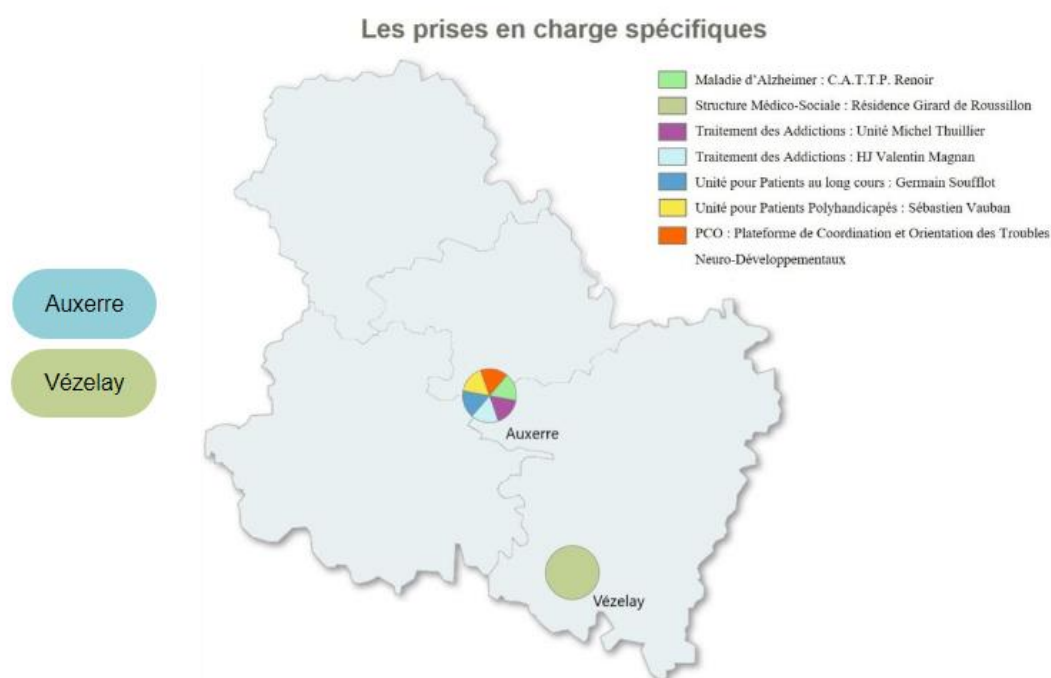 Les prises en charge spécifiques
Maladie d'Alzheimer : C.A.T.T.P. Renoir
Structure Médico-Sociale : Résidence Girard de Roussillon
Traitement des Addictions : Unité Michel Thuillier
Traitement des Addictions : HJ Valentin Magnan
Unité pour Patients au long cours : Germain Soufflot
Unité pour Patients Polyhandicapés : Sébastien Vauban
PCO : Plateforme de Coordination et Orientation des Troubles
Neuro-Développementaux
Auxerre
Vézelay
Auxerre
Vézelay